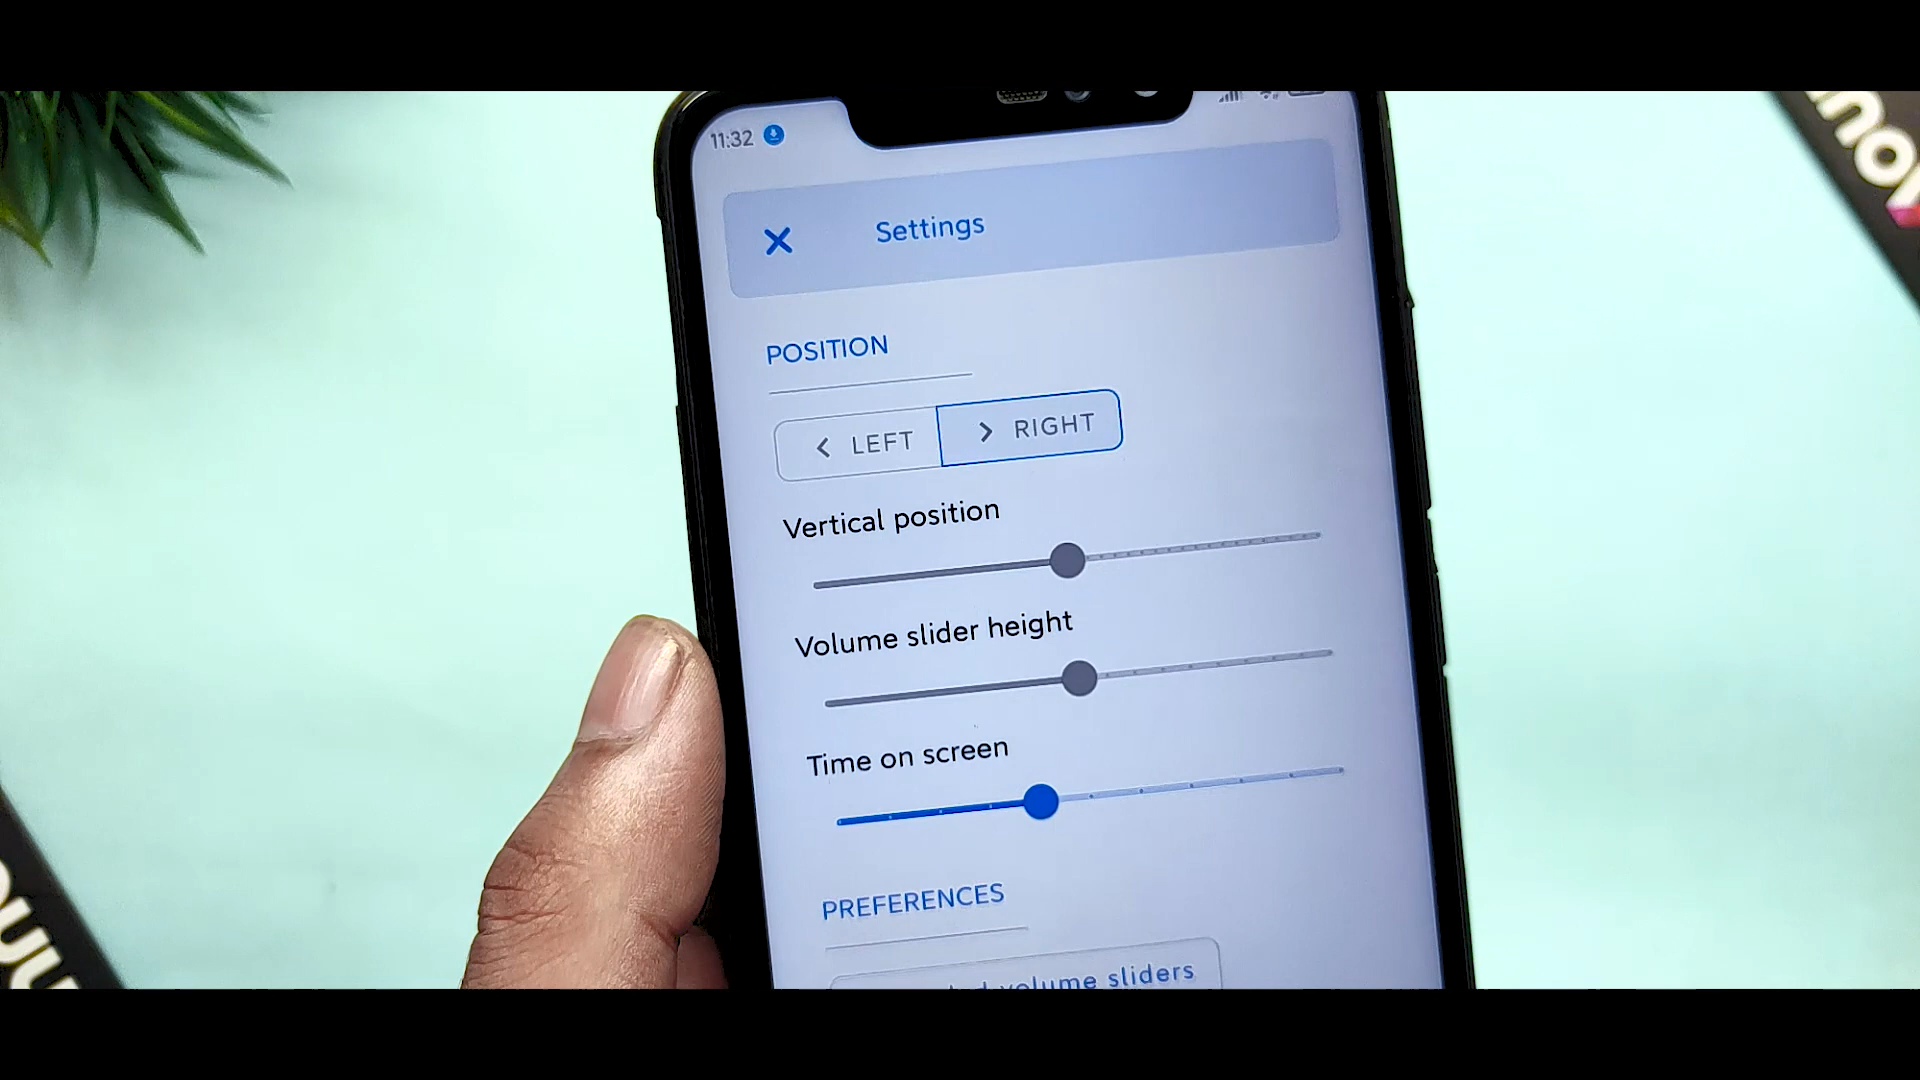 11:32
Settings
POSITION
LEFT
RIGHT
Vertical position
Volume slider height
Time on screen
PREFERENCES
volume sliders